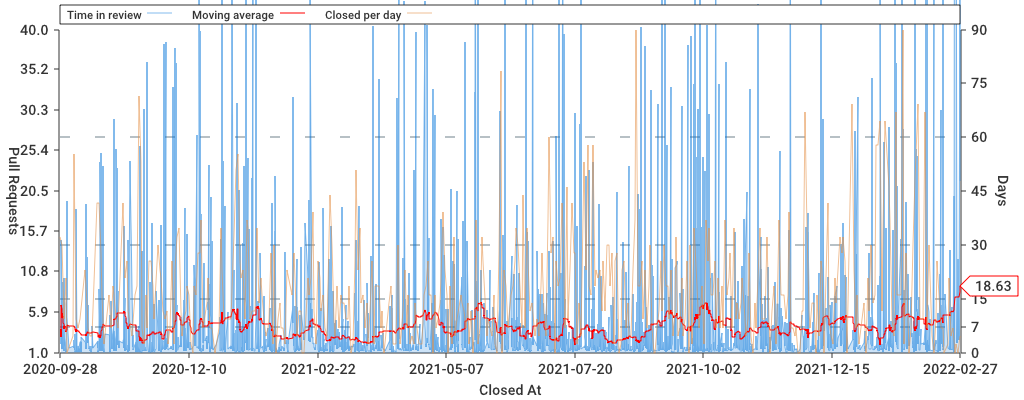 Time in review Moving average Closed per day
40.0 90
35.2 75
30.3
25.4 60
20.5 45
15.7 30
10.8
18.63
5.9 15
7
1.0 0
Pull Requests
Days
2020-09-28 2020-12-10 2021-02-22 2021-05-07 2021-07-20 2021-10-02 2021-12-15 2022-02-27
Closed At